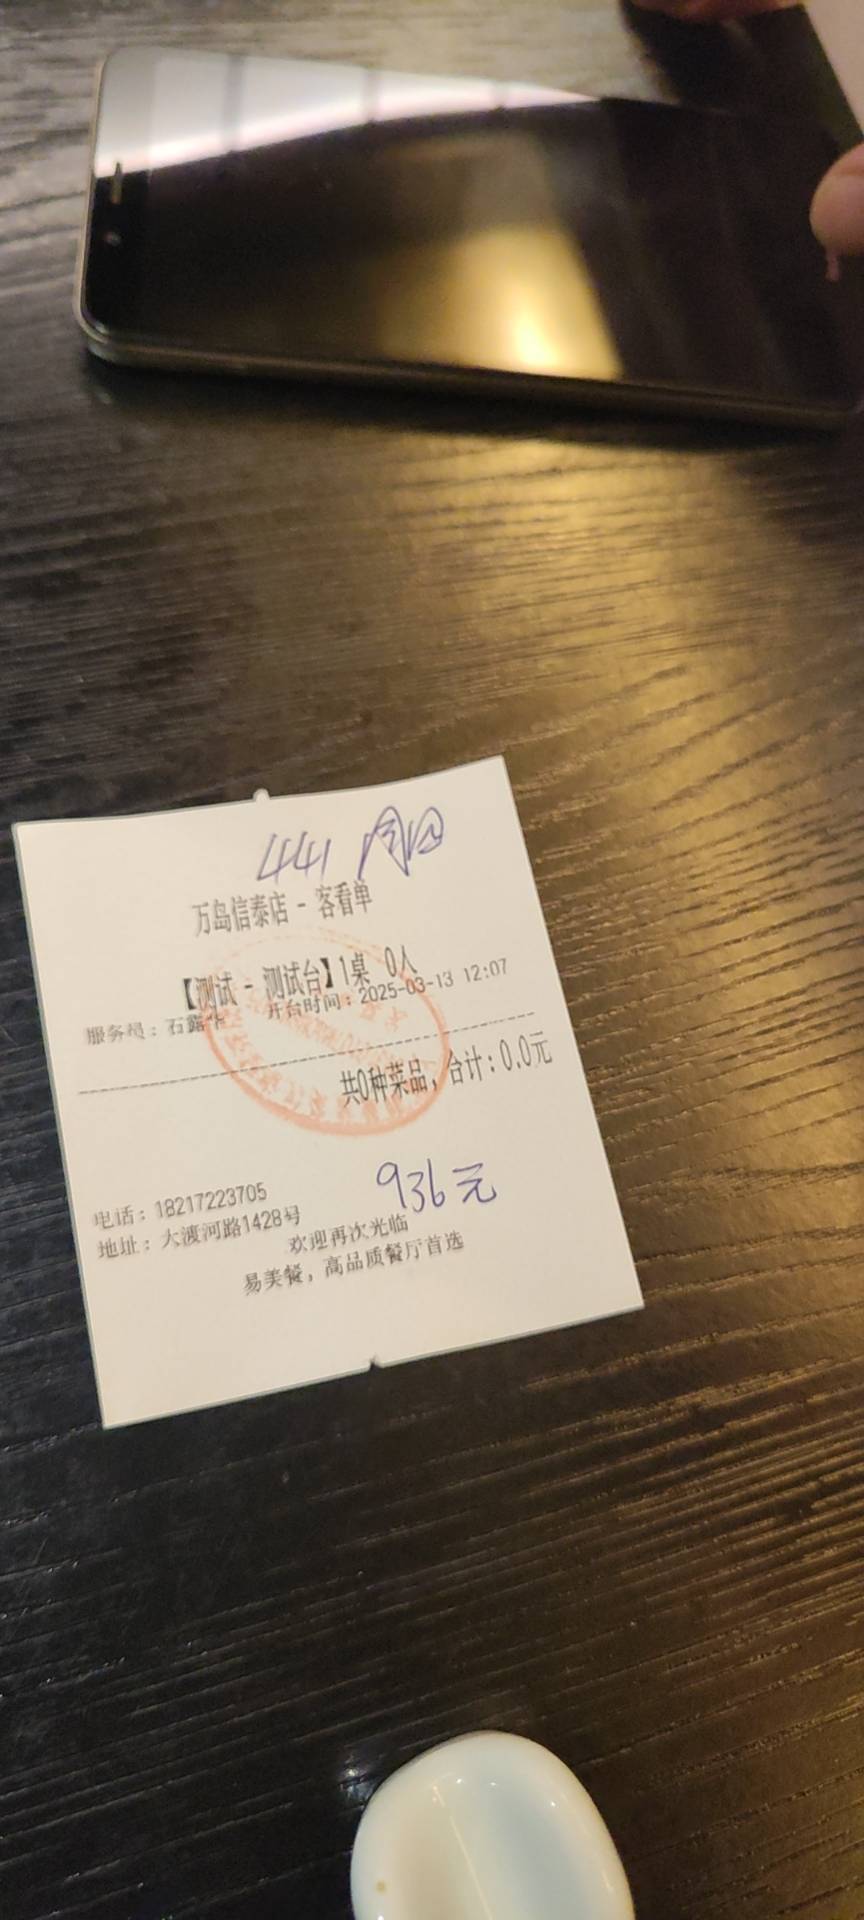 441
万岛信泰店 - 客看单
【测试 - 测试台】1桌 0人
服务员：石露 开台时间：2025-03-13 12:07
共0种菜品，合计：0.0元
936元
电话：18217223705
地址：大渡河路1428号
欢迎再次光临
易美餐，高品质餐厅首选